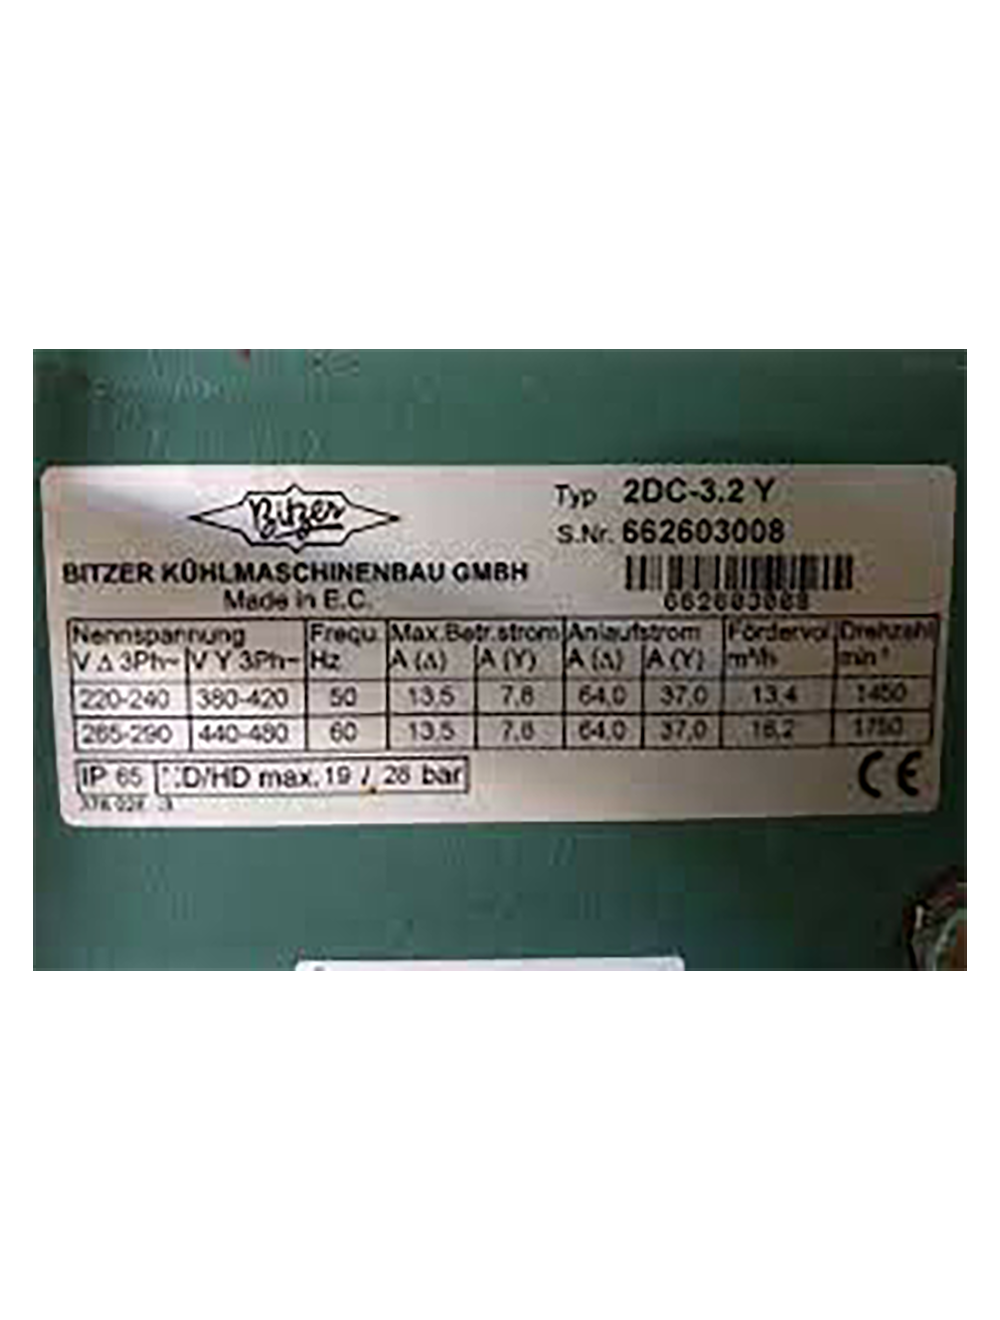 Bitzer
Typ 2DC-3.2 Y
S.Nr. 662603008
BITZER KÜHLMASCHINENBAU GMBH
Made in E.C.
662603008
Nennspannung Frequ. Max.Betr.strom Anlaufstrom Fördervol. Drehzahl
V Δ 3Ph~ V Y 3Ph~ Hz A (Δ) A (Y) A (Δ) A (Y) m³/h min⁻¹
220-240 380-420 50 13,5 7,8 64,0 37,0 13,4 1450
265-290 440-480 60 13,5 7,8 64,0 37,0 16,2 1750
IP 65 ND/HD max. 19 / 28 bar
CE